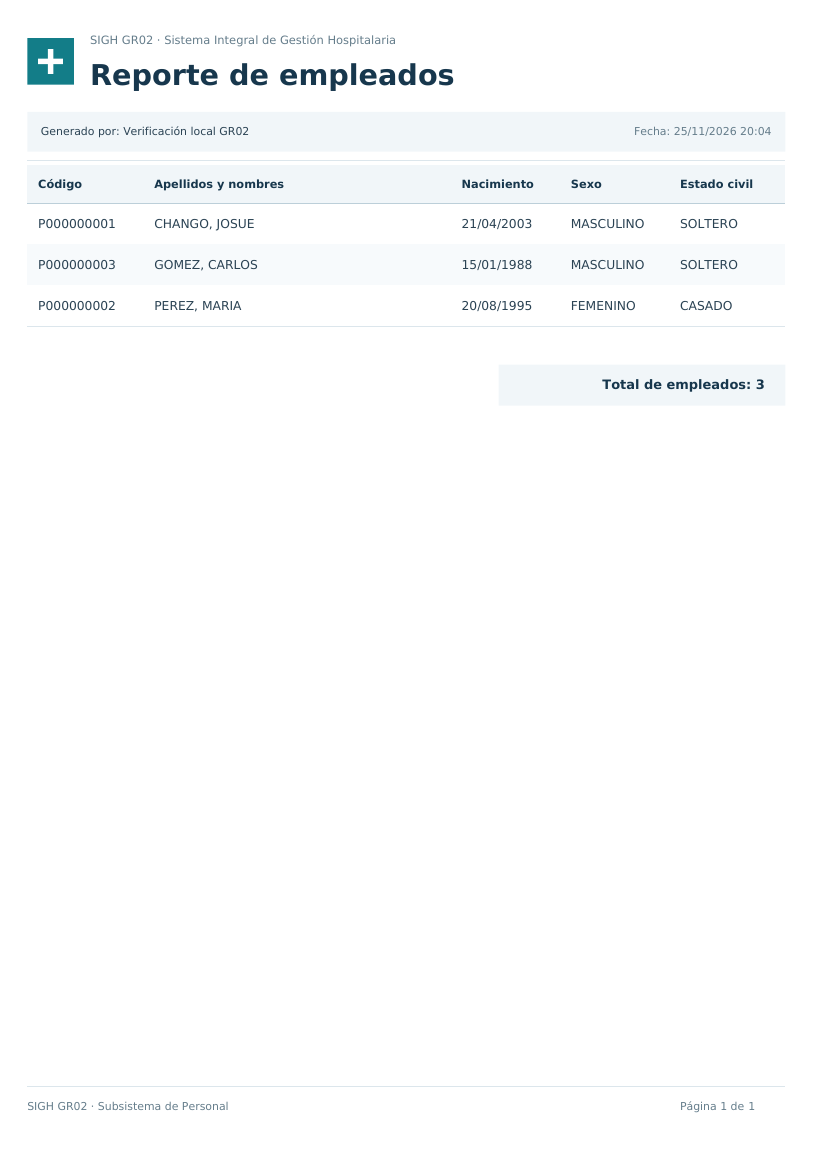 SIGH GR02 · Sistema Integral de Gestión Hospitalaria
Reporte de empleados
Generado por: Verificación local GR02 Fecha: 25/11/2026 20:04
Código Apellidos y nombres Nacimiento Sexo Estado civil
P000000001 CHANGO, JOSUE 21/04/2003 MASCULINO SOLTERO
P000000003 GOMEZ, CARLOS 15/01/1988 MASCULINO SOLTERO
P000000002 PEREZ, MARIA 20/08/1995 FEMENINO CASADO
Total de empleados: 3
SIGH GR02 · Subsistema de Personal Página 1 de 1